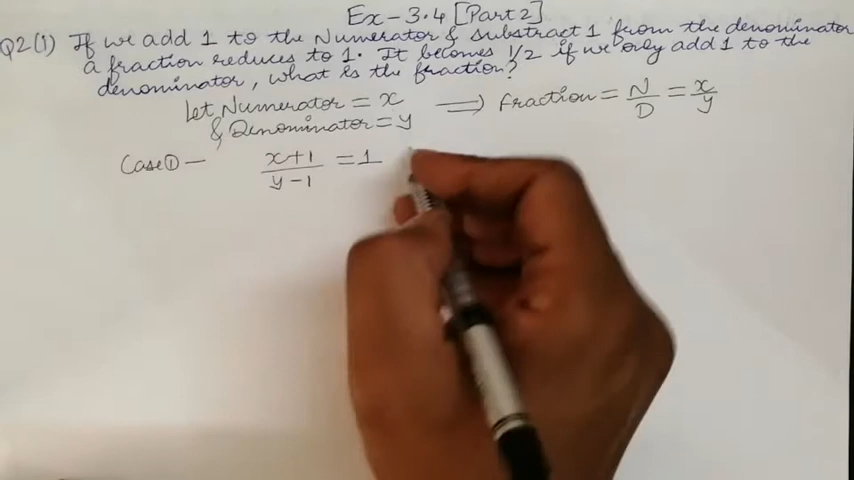 Ex-3.4 [Part 2]
Q2(1) If we add 1 to the Numerator & substract 1 from the denominator
a fraction reduces to 1. It becomes 1/2 if we only add 1 to the
denominator, what is the fraction?
Let Numerator = x ⟹ Fraction = N/D = x/y
& Denominator = y
Case① - x+1/y-1 = 1